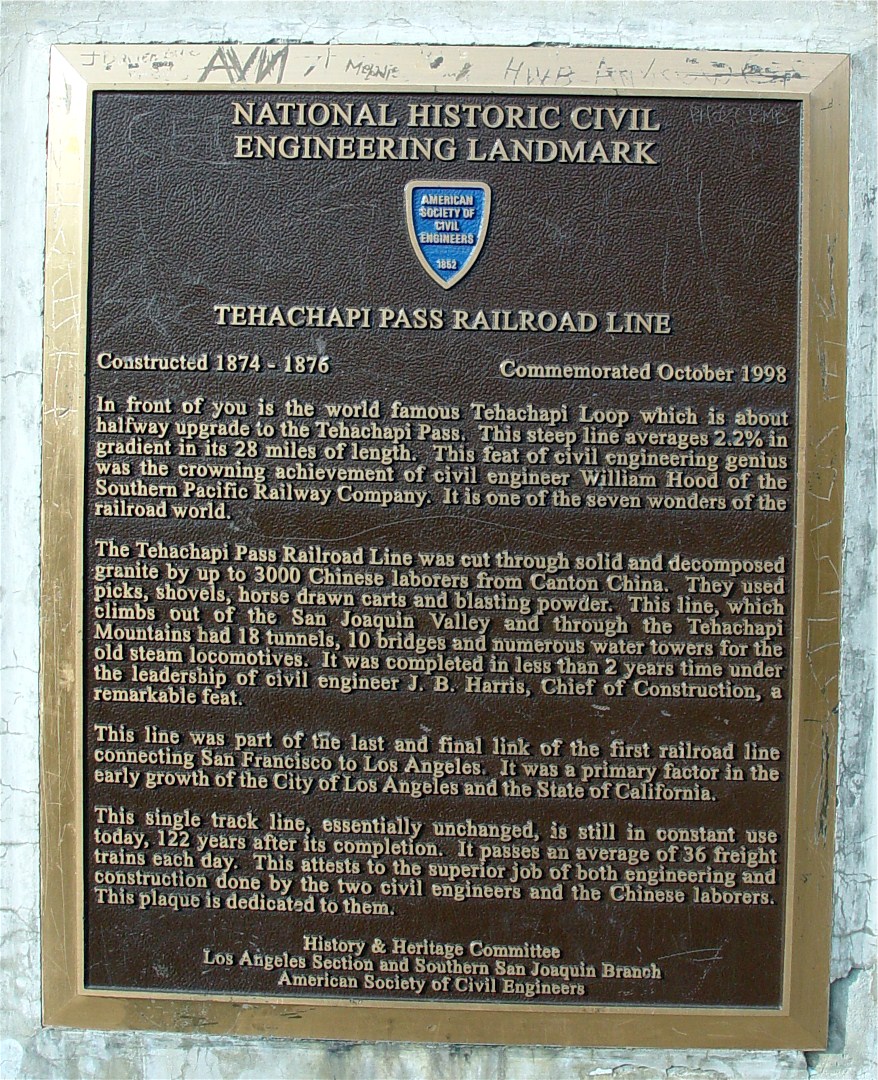 AVN
NATIONAL HISTORIC CIVIL
ENGINEERING LANDMARK
AMERICAN
SOCIETY OF
CIVIL
ENGINEERS
1852
TEHACHAPI PASS RAILROAD LINE
Constructed 1874 - 1876 Commemorated October 1998
In front of you is the world famous Tehachapi Loop which is about
halfway upgrade to the Tehachapi Pass. This steep line averages 2.2% in
gradient in its 28 miles of length. This feat of civil engineering genius
was the crowning achievement of civil engineer William Hood of the
Southern Pacific Railway Company. It is one of the seven wonders of the
railroad world.
The Tehachapi Pass Railroad Line was cut through solid and decomposed
granite by up to 3000 Chinese laborers from Canton China. They used
picks, shovels, horse drawn carts and blasting powder. This line, which
climbs out of the San Joaquin Valley and through the Tehachapi
Mountains had 18 tunnels, 10 bridges and numerous water towers for the
old steam locomotives. It was completed in less than 2 years time under
the leadership of civil engineer J. B. Harris, Chief of Construction, a
remarkable feat.
This line was part of the last and final link of the first railroad line
connecting San Francisco to Los Angeles. It was a primary factor in the
early growth of the City of Los Angeles and the State of California.
This single track line, essentially unchanged, is still in constant use
today, 122 years after its completion. It passes an average of 36 freight
trains each day. This attests to the superior job of both engineering and
construction done by the two civil engineers and the Chinese laborers.
This plaque is dedicated to them.
History & Heritage Committee
Los Angeles Section and Southern San Joaquin Branch
American Society of Civil Engineers